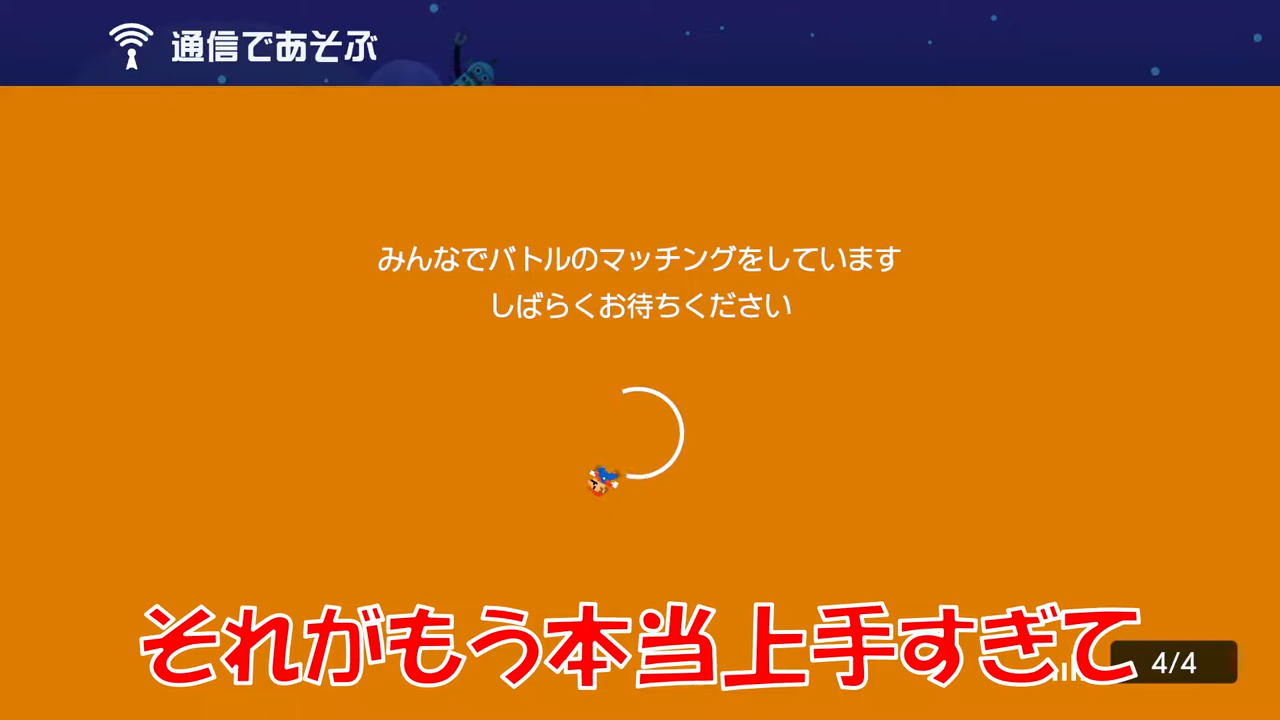 通信であそぶ
みんなでバトルのマッチングをしています
しばらくお待ちください
それがもう本当上手すぎて
4/4